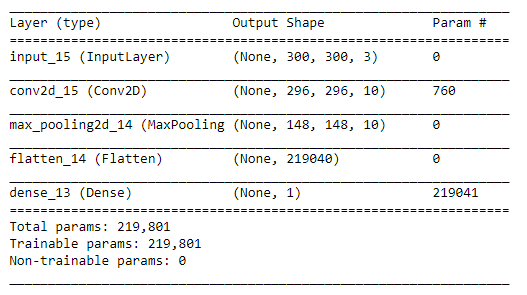 Layer (type) Output Shape Param #
input_15 (InputLayer) (None, 300, 300, 3) 0
conv2d_15 (Conv2D) (None, 296, 296, 10) 760
max_pooling2d_14 (MaxPooling (None, 148, 148, 10) 0
flatten_14 (Flatten) (None, 219040) 0
dense_13 (Dense) (None, 1) 219041
Total params: 219,801
Trainable params: 219,801
Non-trainable params: 0